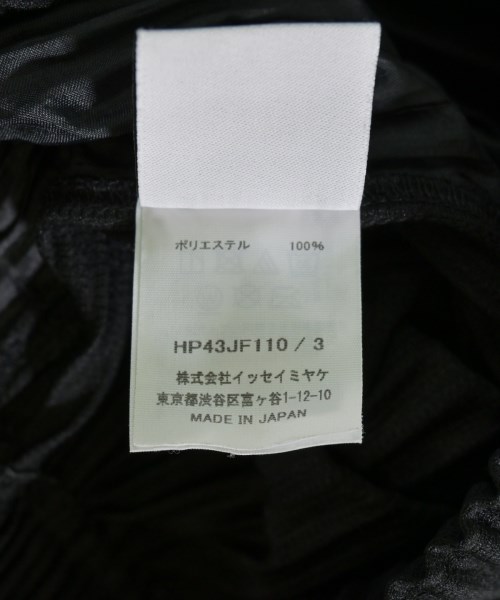 ポリエステル 100%
HP43JF110 / 3
株式会社イッセイミヤケ
東京都渋谷区富ヶ谷1-12-10
MADE IN JAPAN